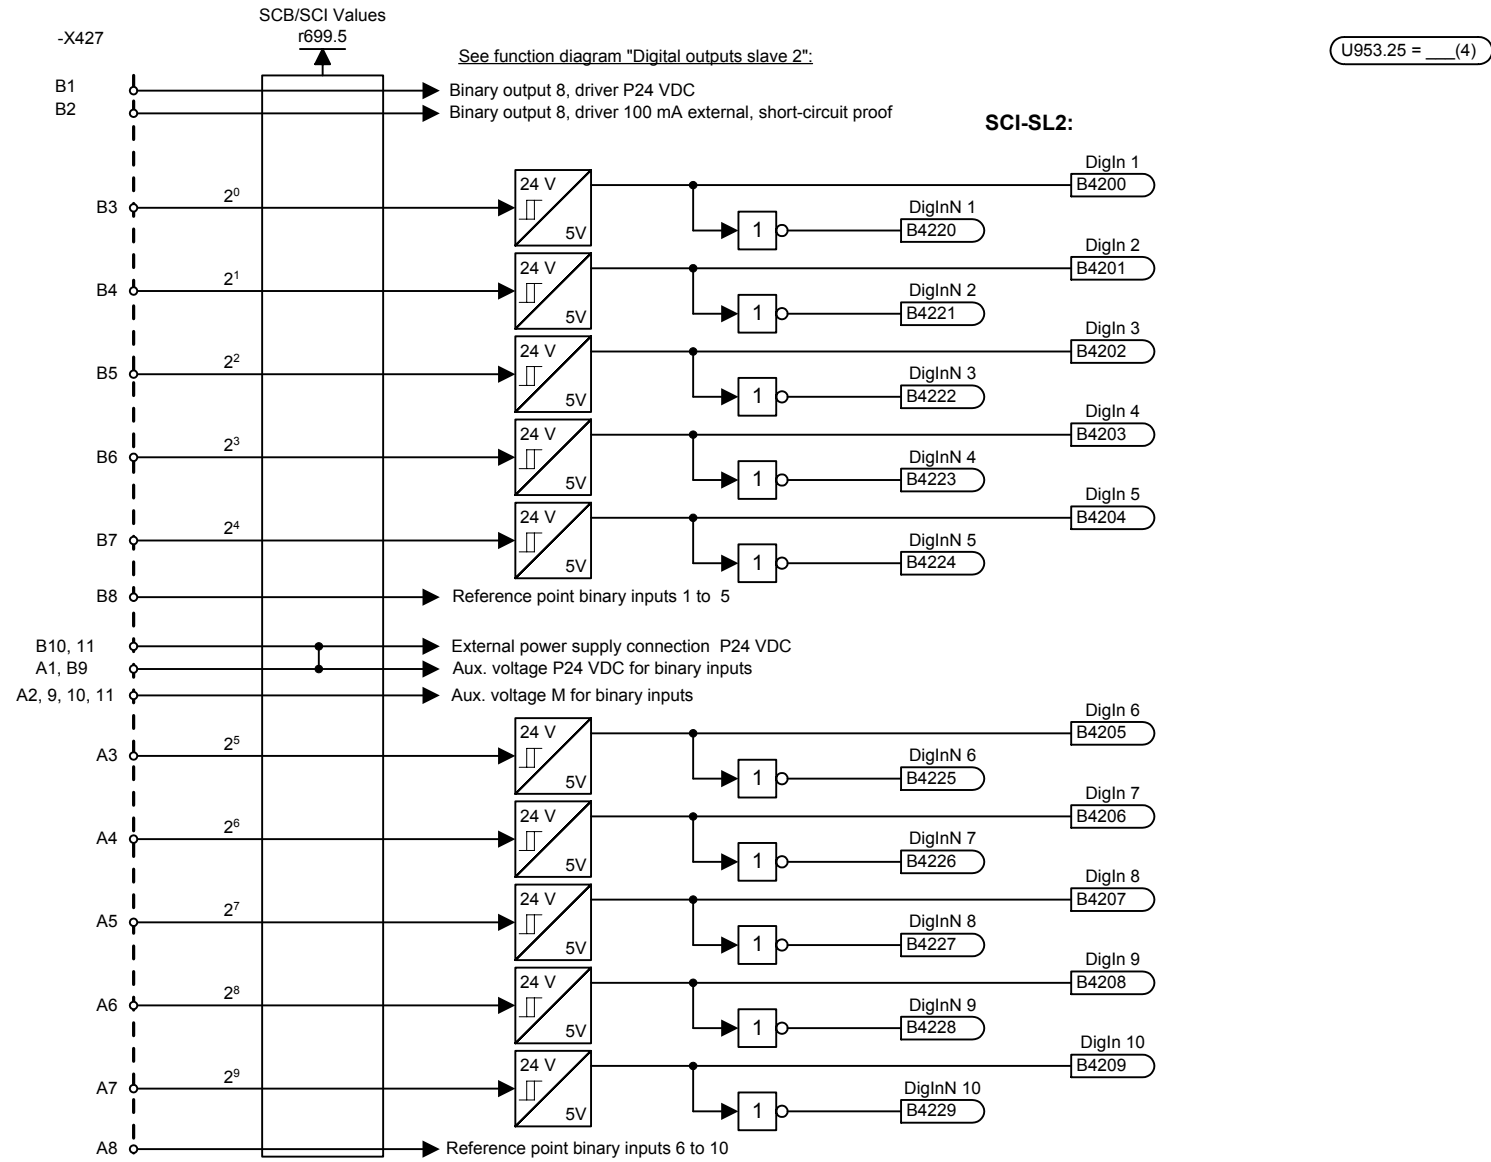 SCB/SCI Values
-X427
r699.5
See function diagram "Digital outputs slave 2":
U953.25 = ___(4)
B1
Binary output 8, driver P24 VDC
B2
Binary output 8, driver 100 mA external, short-circuit proof
SCI-SL2:
DigIn 1
24 V
B4200
B3
2⁰
DigInN 1
1
B4220
5V
DigIn 2
24 V
B4201
B4
2¹
DigInN 2
1
B4221
5V
DigIn 3
24 V
B4202
B5
2²
DigInN 3
1
B4222
5V
DigIn 4
24 V
B4203
B6
2³
DigInN 4
1
B4223
5V
DigIn 5
24 V
B4204
B7
2⁴
DigInN 5
1
B4224
5V
B8
Reference point binary inputs 1 to 5
B10, 11
External power supply connection P24 VDC
A1, B9
Aux. voltage P24 VDC for binary inputs
A2, 9, 10, 11
Aux. voltage M for binary inputs
DigIn 6
24 V
B4205
A3
2⁵
DigInN 6
1
B4225
5V
DigIn 7
24 V
B4206
A4
2⁶
DigInN 7
1
B4226
5V
DigIn 8
24 V
B4207
A5
2⁷
DigInN 8
1
B4227
5V
DigIn 9
24 V
B4208
A6
2⁸
DigInN 9
1
B4228
5V
DigIn 10
24 V
B4209
A7
2⁹
DigInN 10
1
B4229
5V
A8
Reference point binary inputs 6 to 10